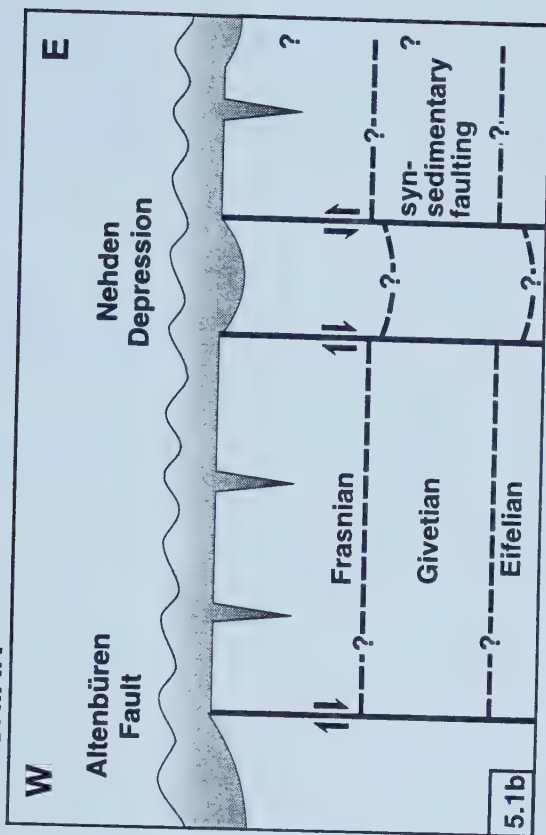 W
E
Altenbüren
Fault
Nehden
Depression
?
?
Frasnian
?
?
?
syn-
sedimentary
faulting
Givetian
?
?
?
Eifelian
5.1b